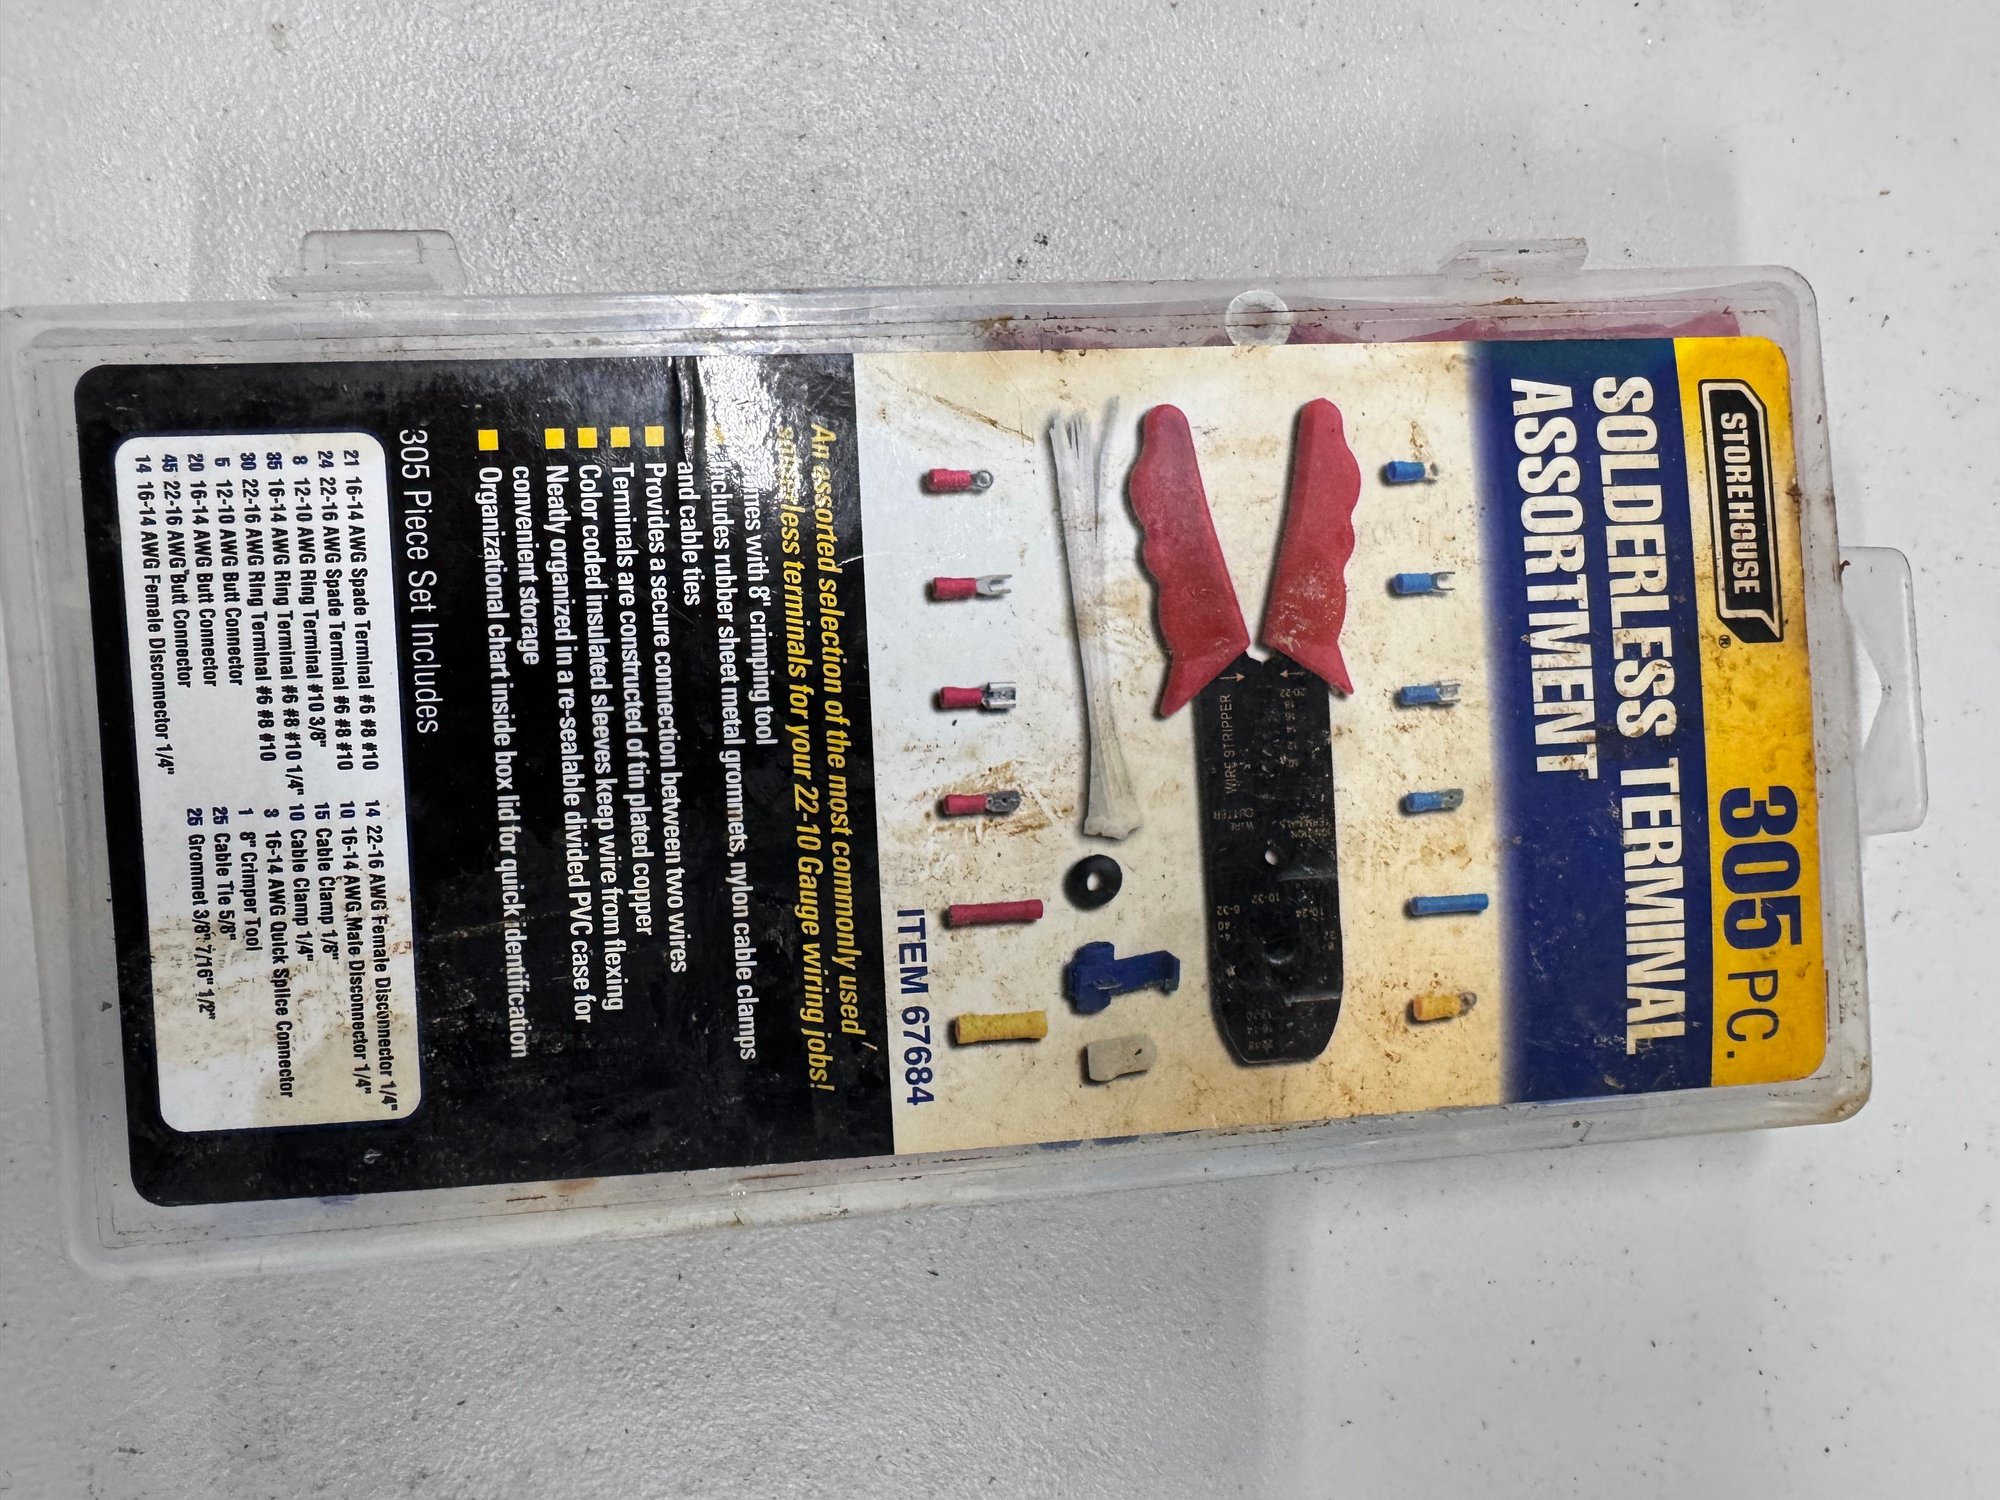 STOREHOUSE®
305 PC.
SOLDERLESS TERMINAL
ASSORTMENT
20-22
WIRE STRIPPER
WIRE
CUTTER
10-24
10-32
8-32
ITEM 67684
An assorted selection of the most commonly used
terminals for your 22-10 Gauge wiring jobs!
with 8" crimping tool
Includes rubber sheet metal grommets, nylon cable clamps
and cable ties
Provides a secure connection between two wires
Terminals are constructed of tin plated copper
Color coded insulated sleeves keep wire from flexing
Neatly organized in a re-sealable divided PVC case for
convenient storage
Organizational chart inside box lid for quick identification
305 Piece Set Includes
21 16-14 AWG Spade Terminal #6 #8 #10
24 22-16 AWG Spade Terminal #6 #8 #10
8 12-10 AWG Ring Terminal #10 3/8"
35 16-14 AWG Ring Terminal #6 #8 #10 1/4"
30 22-16 AWG Ring Terminal #6 #8 #10
5 12-10 AWG Butt Connector
20 16-14 AWG Butt Connector
45 22-16 AWG Butt Connector
14 16-14 AWG Female Disconnector 1/4"
14 22-16 AWG Female Disconnector 1/4"
10 16-14 AWG Male Disconnector 1/4"
15 Cable Clamp 1/8"
10 Cable Clamp 1/4"
3 16-14 AWG Quick Splice Connector
1 8" Crimper Tool
25 Cable Tie 5/8"
25 Grommet 3/8" 7/16" 1/2"